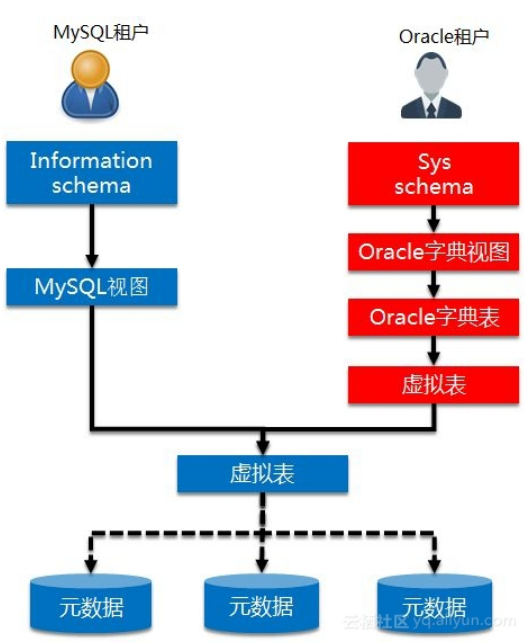 MySQL租户
Oracle租户
Information
schema
Sys
schema
Oracle字典视图
MySQL视图
Oracle字典表
虚拟表
虚拟表
元数据
元数据
元数据
云栖社区 yq.aliyun.com